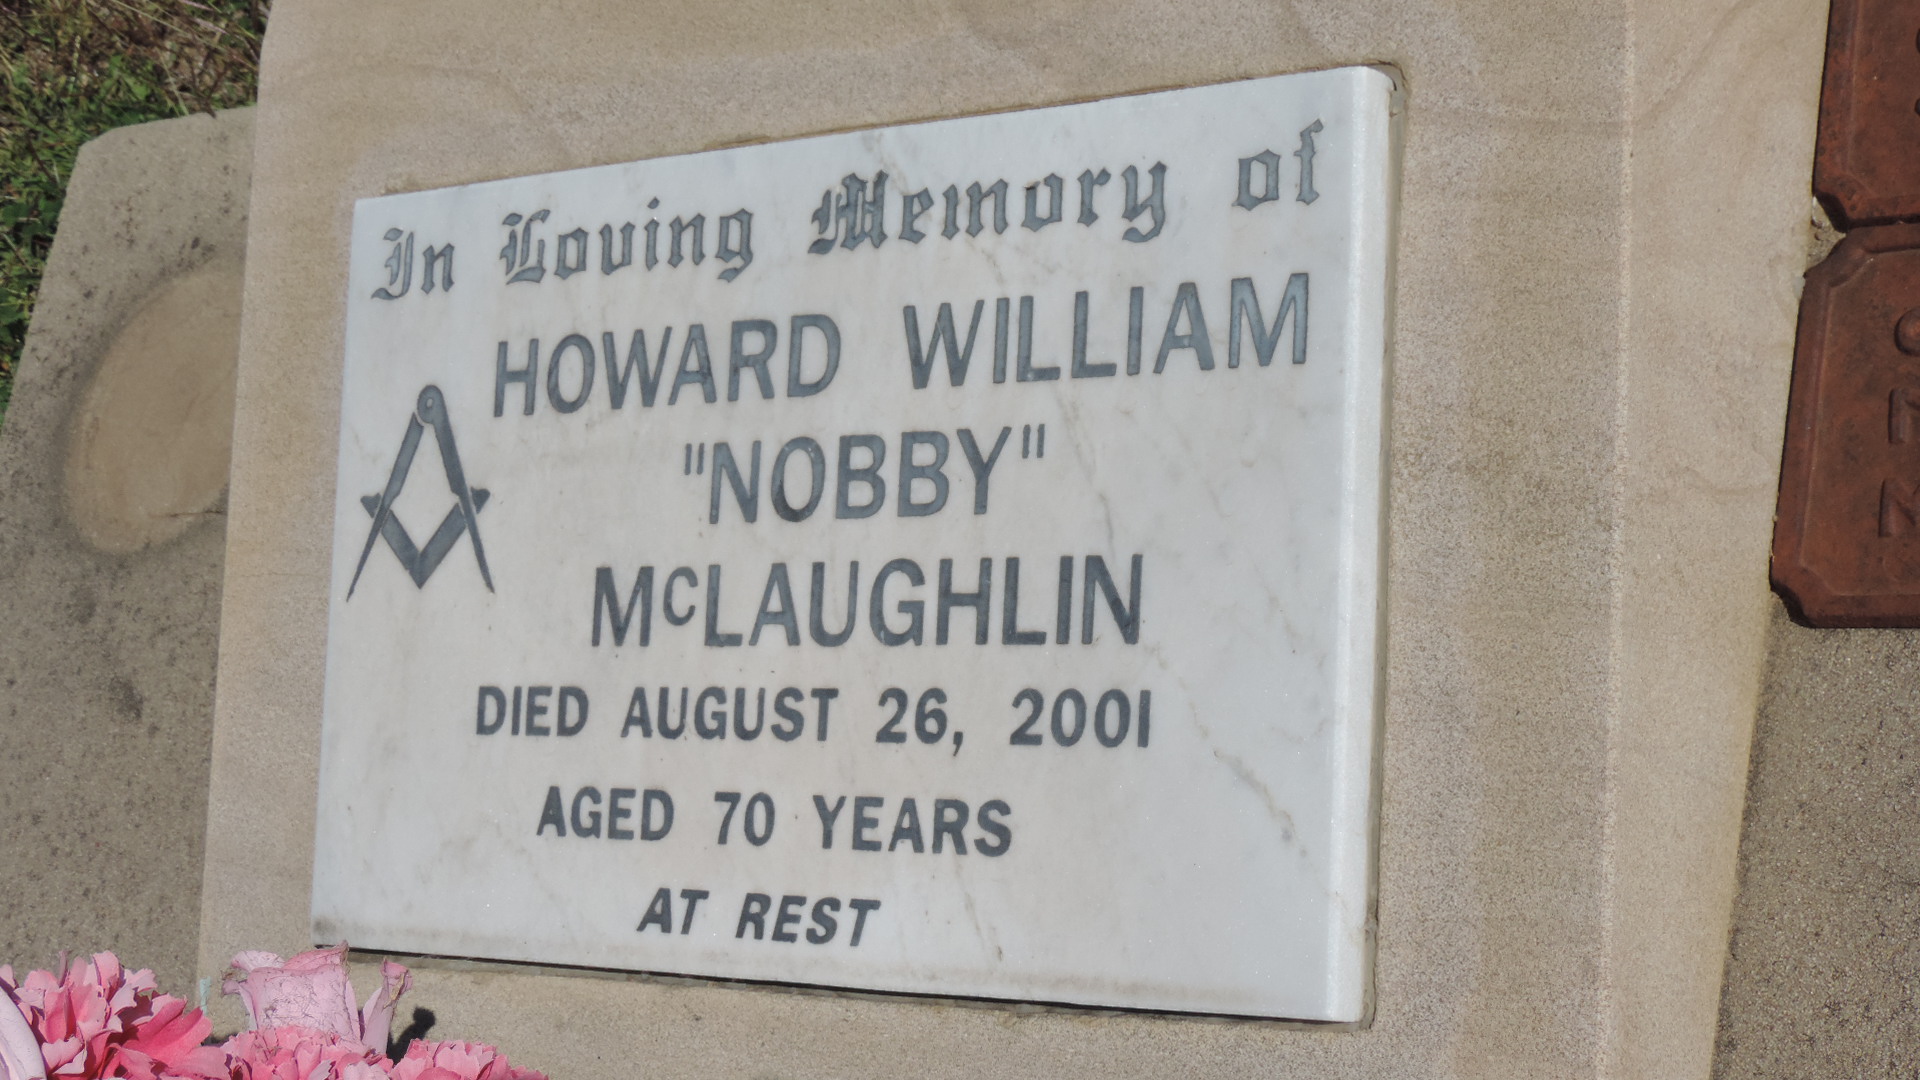 In Loving Memory of
HOWARD WILLIAM
"NOBBY"
McLAUGHLIN
DIED AUGUST 26, 2001
AGED 70 YEARS
AT REST